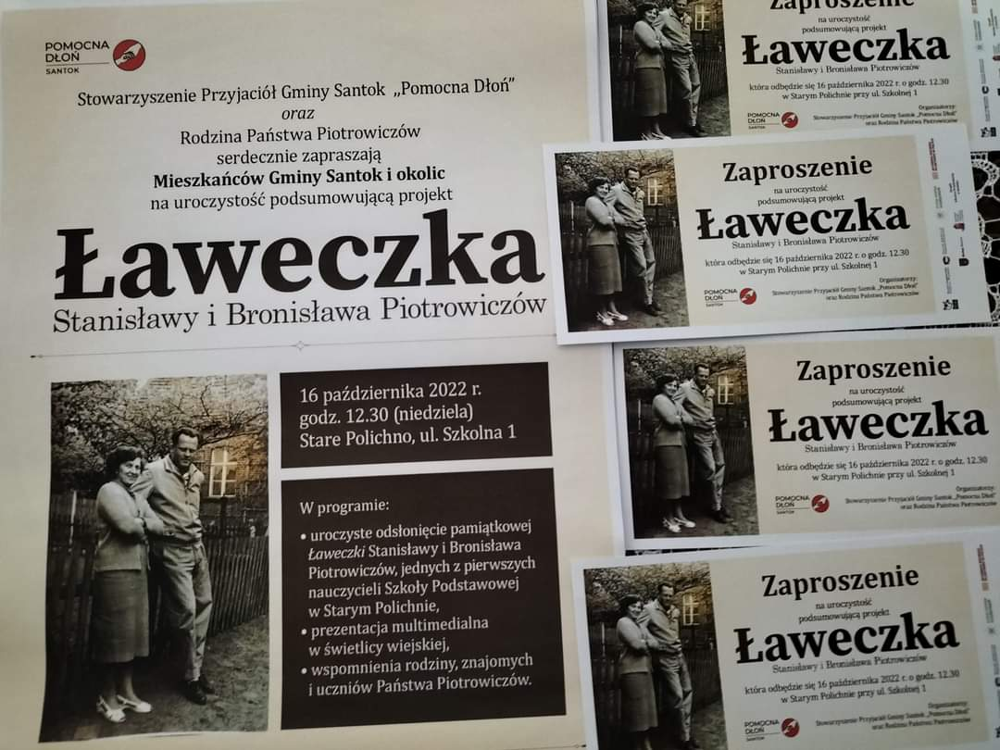 POMOCNA
DŁOŃ
SANTOK
Stowarzyszenie Przyjaciół Gminy Santok „Pomocna Dłoń”
oraz
Rodzina Państwa Piotrowiczów
serdecznie zapraszają
Mieszkańców Gminy Santok i okolic
na uroczystość podsumowującą projekt
Ławeczka
Stanisławy i Bronisława Piotrowiczów
16 października 2022 r.
godz. 12.30 (niedziela)
Stare Polichno, ul. Szkolna 1
W programie:
• uroczyste odsłonięcie pamiątkowej
Ławeczki Stanisławy i Bronisława
Piotrowiczów, jednych z pierwszych
nauczycieli Szkoły Podstawowej
w Starym Polichnie,
• prezentacja multimedialna
w świetlicy wiejskiej,
• wspomnienia rodziny, znajomych
i uczniów Państwa Piotrowiczów.
Zaproszenie
na uroczystość
podsumowującą projekt
Ławeczka
Stanisławy i Bronisława Piotrowiczów
która odbędzie się 16 października 2022 r. o godz. 12.30
w Starym Polichnie przy ul. Szkolnej 1
Organizatorzy:
POMOCNA
DŁOŃ
SANTOK
Stowarzyszenie Przyjaciół Gminy Santok „Pomocna Dłoń”
oraz Rodzina Państwa Piotrowiczów
Zaproszenie
na uroczystość
podsumowującą projekt
Ławeczka
Stanisławy i Bronisława Piotrowiczów
która odbędzie się 16 października 2022 r. o godz. 12.30
w Starym Polichnie przy ul. Szkolnej 1
Organizatorzy:
POMOCNA
DŁOŃ
SANTOK
Stowarzyszenie Przyjaciół Gminy Santok „Pomocna Dłoń”
oraz Rodzina Państwa Piotrowiczów
Zaproszenie
na uroczystość
podsumowującą projekt
Ławeczka
Stanisławy i Bronisława Piotrowiczów
która odbędzie się 16 października 2022 r. o godz. 12.30
w Starym Polichnie przy ul. Szkolnej 1
Organizatorzy:
POMOCNA
DŁOŃ
SANTOK
Stowarzyszenie Przyjaciół Gminy Santok „Pomocna Dłoń”
oraz Rodzina Państwa Piotrowiczów
Zaproszenie
na uroczystość
podsumowującą projekt
Ławeczka
Stanisławy i Bronisława Piotrowiczów
która odbędzie się 16 października 2022 r. o godz. 12.30
w Starym Polichnie przy ul. Szkolnej 1
Organizatorzy:
POMOCNA
DŁOŃ
SANTOK
Stowarzyszenie Przyjaciół Gminy Santok „Pomocna Dłoń”
oraz Rodzina Państwa Piotrowiczów